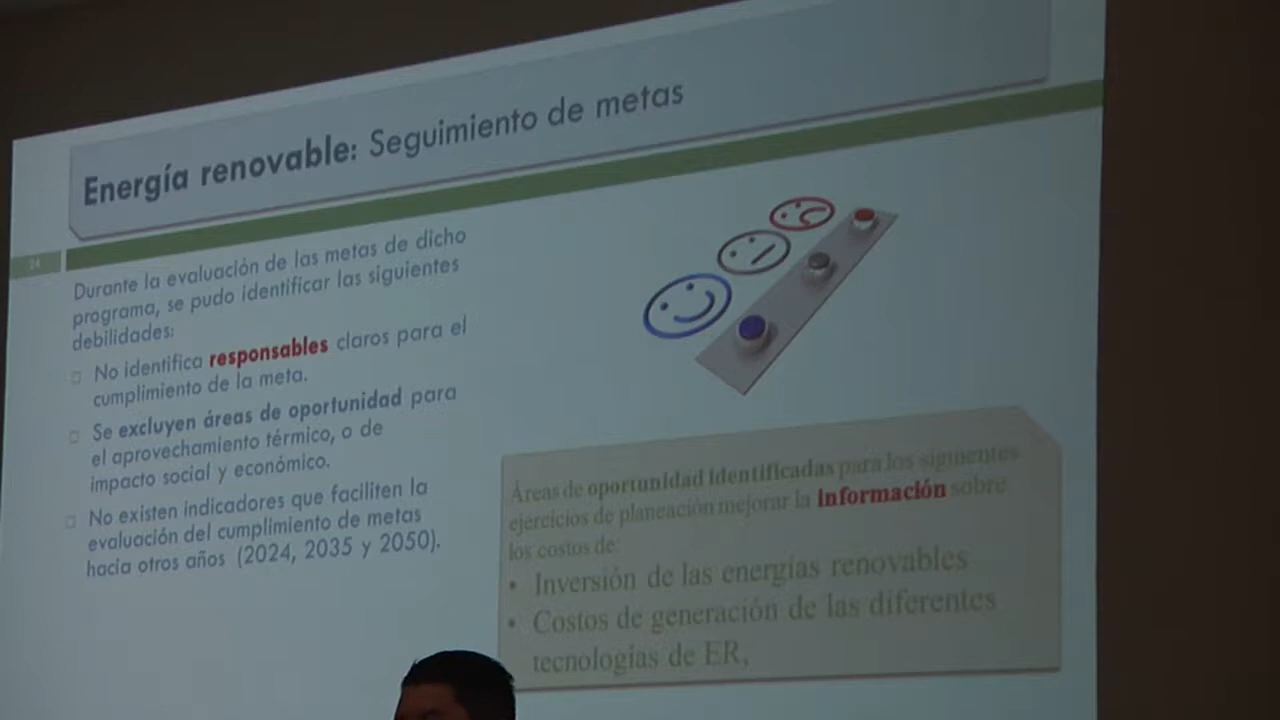 Energía renovable: Seguimiento de metas
24
Durante la evaluación de las metas de dicho
programa, se pudo identificar las siguientes
debilidades:
No identifica responsables claros para el
cumplimiento de la meta.
Se excluyen áreas de oportunidad para
el aprovechamiento térmico, o de
impacto social y económico.
No existen indicadores que faciliten la
evaluación del cumplimiento de metas
hacia otros años (2024, 2035 y 2050).
Áreas de oportunidad identificadas para los siguientes
ejercicios de planeación mejorar la información sobre
los costos de:
• Inversión de las energías renovables
• Costos de generación de las diferentes
tecnologías de ER,